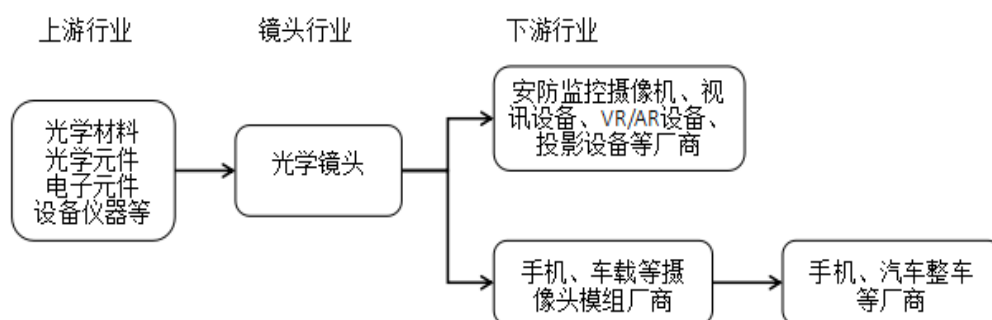 上游行业
镜头行业
下游行业
光学材料
光学元件
电子元件
设备仪器等
光学镜头
安防监控摄像机、视
讯设备、VR/AR设备、
投影设备等厂商
手机、车载等摄
像头模组厂商
手机、汽车整车
等厂商